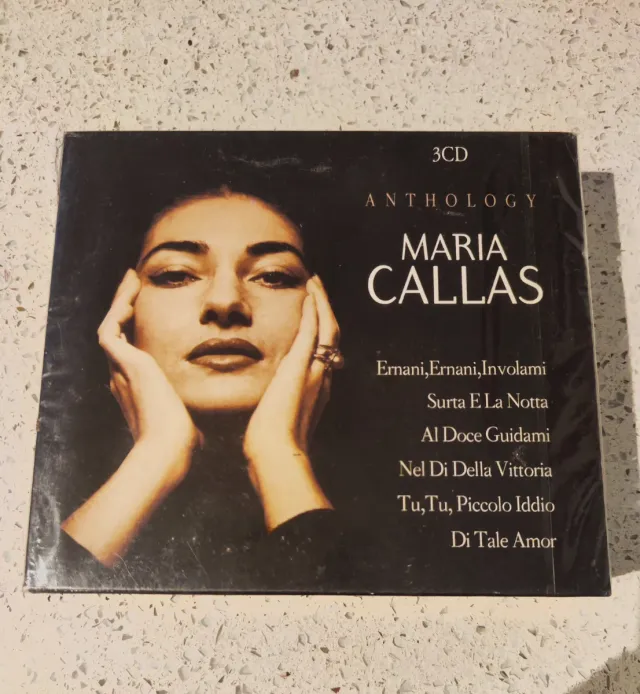 3CD
ANTHOLOGY
MARIA
CALLAS
Ernani,Ernani,Involami
Surta E La Notta
Al Doce Guidami
Nel Di Della Vittoria
Tu,Tu, Piccolo Iddio
Di Tale Amor